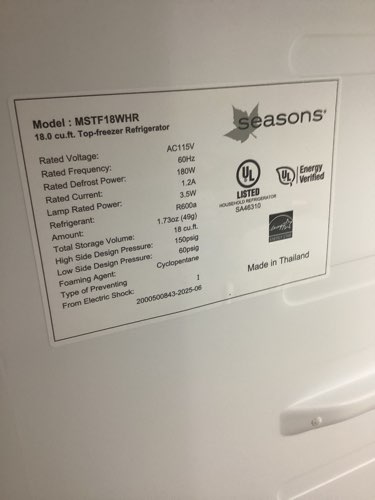 Model : MSTF18WHR
18.0 cu.ft. Top-freezer Refrigerator
seasons®
Rated Voltage: AC115V
Rated Frequency: 60Hz
Rated Defrost Power: 180W
Rated Current: 1.2A
Lamp Rated Power: 3.5W
Refrigerant: R600a
Amount: 1.73oz (49g)
Total Storage Volume: 18 cu.ft.
High Side Design Pressure: 150psig
Low Side Design Pressure: 60psig
Foaming Agent: Cyclopentane
Type of Preventing
From Electric Shock: I
2000500843-2025-06
UL
LISTED
HOUSEHOLD REFRIGERATOR
SA46310
UL Energy
Verified
Made in Thailand